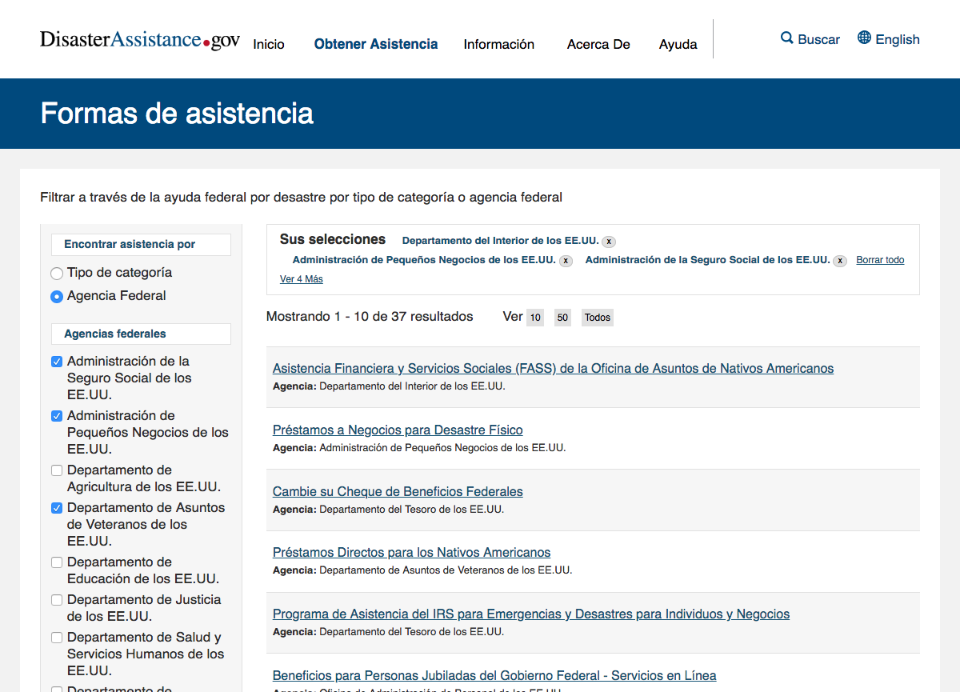 DisasterAssistance.gov
Inicio
Obtener Asistencia
Información
Acerca De
Ayuda
Buscar
English
Formas de asistencia
Filtrar a través de la ayuda federal por desastre por tipo de categoría o agencia federal
Encontrar asistencia por
Tipo de categoría
Agencia Federal
Agencias federales
Administración de la
Seguro Social de los
EE.UU.
Administración de
Pequeños Negocios de los
EE.UU.
Departamento de
Agricultura de los EE.UU.
Departamento de Asuntos
de Veteranos de los
EE.UU.
Departamento de
Educación de los EE.UU.
Departamento de Justicia
de los EE.UU.
Departamento de Salud y
Servicios Humanos de los
EE.UU.
Departamento de
Sus selecciones Departamento del Interior de los EE.UU. x
Administración de Pequeños Negocios de los EE.UU. x Administración de la Seguro Social de los EE.UU. x Borrar todo
Ver 4 Más
Mostrando 1 - 10 de 37 resultados Ver 10 50 Todos
Asistencia Financiera y Servicios Sociales (FASS) de la Oficina de Asuntos de Nativos Americanos
Agencia: Departamento del Interior de los EE.UU.
Préstamos a Negocios para Desastre Físico
Agencia: Administración de Pequeños Negocios de los EE.UU.
Cambie su Cheque de Beneficios Federales
Agencia: Departamento del Tesoro de los EE.UU.
Préstamos Directos para los Nativos Americanos
Agencia: Departamento de Asuntos de Veteranos de los EE.UU.
Programa de Asistencia del IRS para Emergencias y Desastres para Individuos y Negocios
Agencia: Departamento del Tesoro de los EE.UU.
Beneficios para Personas Jubiladas del Gobierno Federal - Servicios en Línea
Agencia: Oficina de Administración de Personal de los EE.UU.